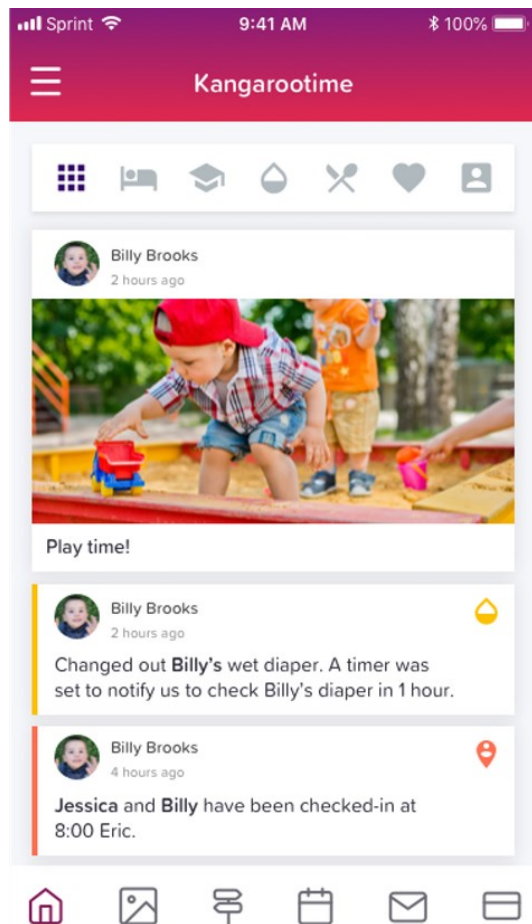 Sprint 9:41 AM 100%
Kangarootime
Billy Brooks
2 hours ago
Play time!
Billy Brooks
2 hours ago
Changed out Billy’s wet diaper. A timer was
set to notify us to check Billy’s diaper in 1 hour.
Billy Brooks
4 hours ago
Jessica and Billy have been checked-in at
8:00 Eric.